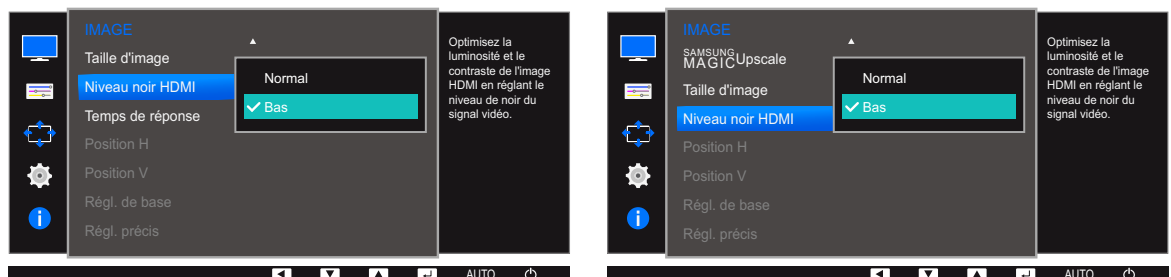 IMAGE
Taille d'image
Niveau noir HDMI
Temps de réponse
Position H
Position V
Régl. de base
Régl. précis
Normal
Bas
Optimisez la
luminosité et le
contraste de l'image
HDMI en réglant le
niveau de noir du
signal vidéo.
AUTO
IMAGE
SAMSUNG
MAGICUpscale
Taille d'image
Niveau noir HDMI
Position H
Position V
Régl. de base
Régl. précis
Normal
Bas
Optimisez la
luminosité et le
contraste de l'image
HDMI en réglant le
niveau de noir du
signal vidéo.
AUTO